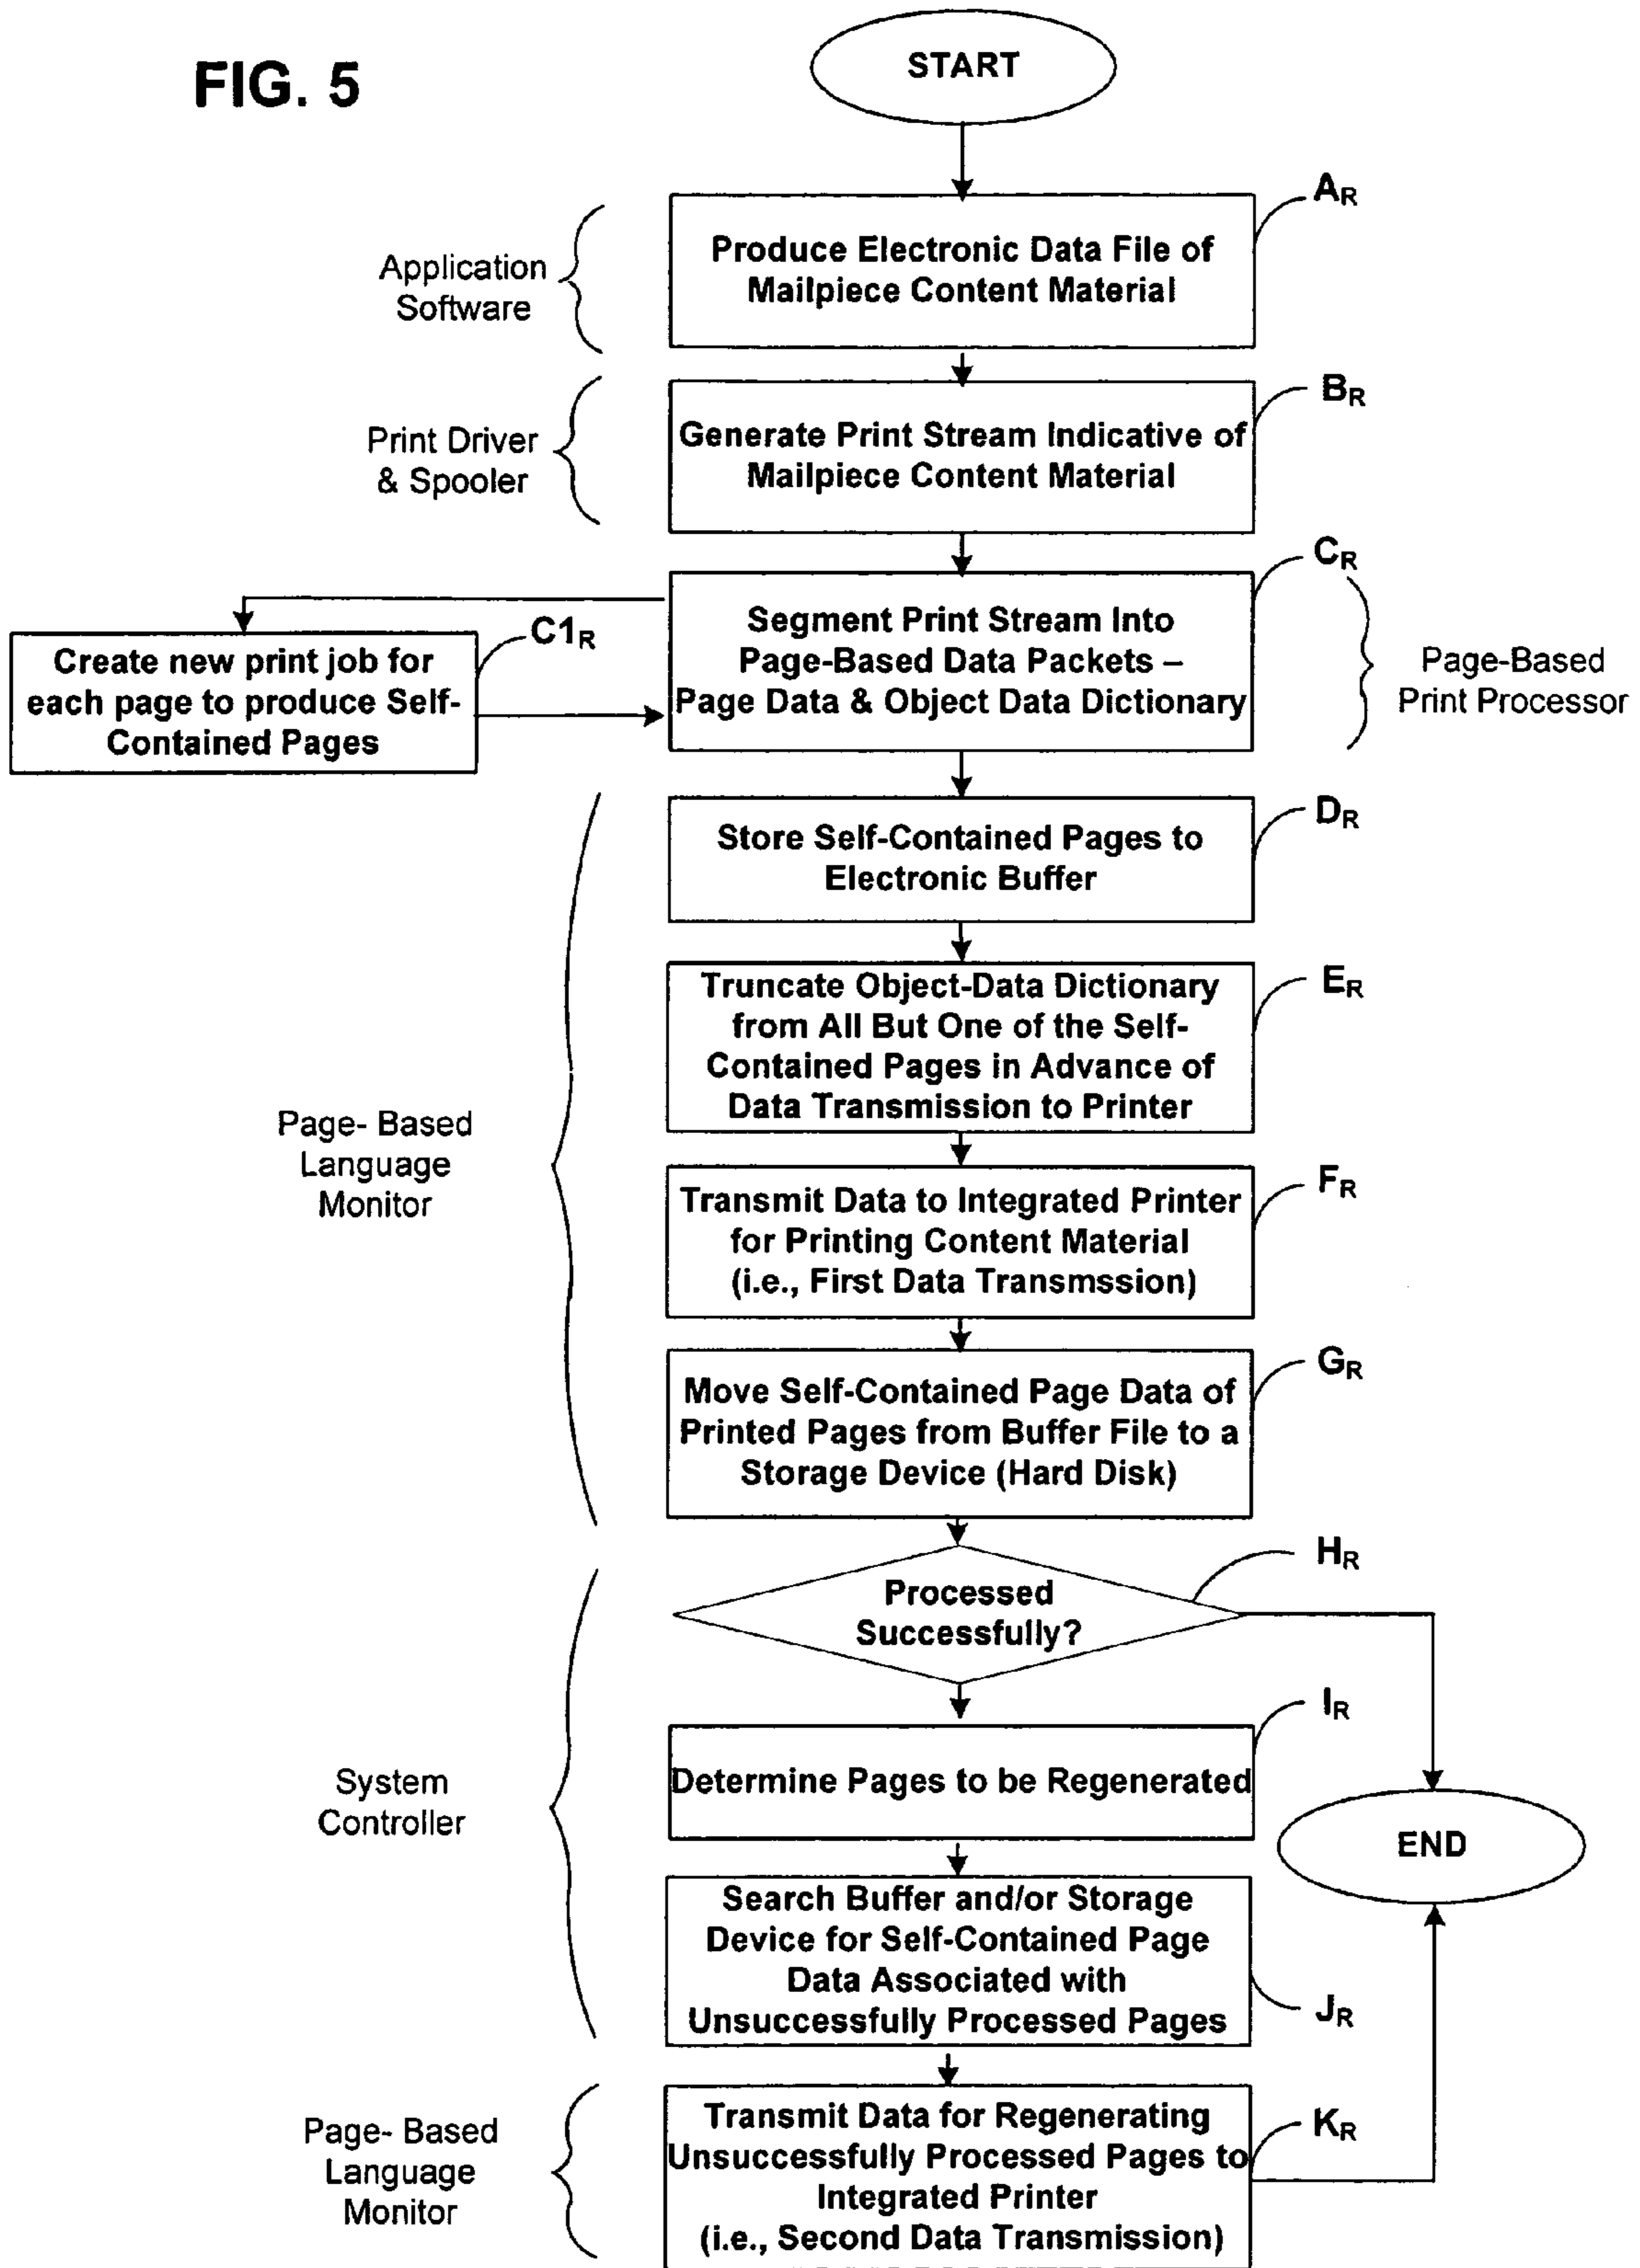 FIG. 5
START
AR
Application
Software
Produce Electronic Data File of
Mailpiece Content Material
BR
Print Driver
& Spooler
Generate Print Stream Indicative of
Mailpiece Content Material
CR
Segment Print Stream Into
Page-Based Data Packets –
Page Data & Object Data Dictionary
Page-Based
Print Processor
C1R
Create new print job for
each page to produce Self-
Contained Pages
DR
Store Self-Contained Pages to
Electronic Buffer
ER
Truncate Object-Data Dictionary
from All But One of the Self-
Contained Pages in Advance of
Data Transmission to Printer
Page- Based
Language
Monitor
FR
Transmit Data to Integrated Printer
for Printing Content Material
(i.e., First Data Transmssion)
GR
Move Self-Contained Page Data of
Printed Pages from Buffer File to a
Storage Device (Hard Disk)
HR
Processed
Successfully?
IR
Determine Pages to be Regenerated
System
Controller
END
Search Buffer and/or Storage
Device for Self-Contained Page
Data Associated with
Unsuccessfully Processed Pages
JR
Page- Based
Language
Monitor
Transmit Data for Regenerating
Unsuccessfully Processed Pages to
Integrated Printer
(i.e., Second Data Transmission)
KR